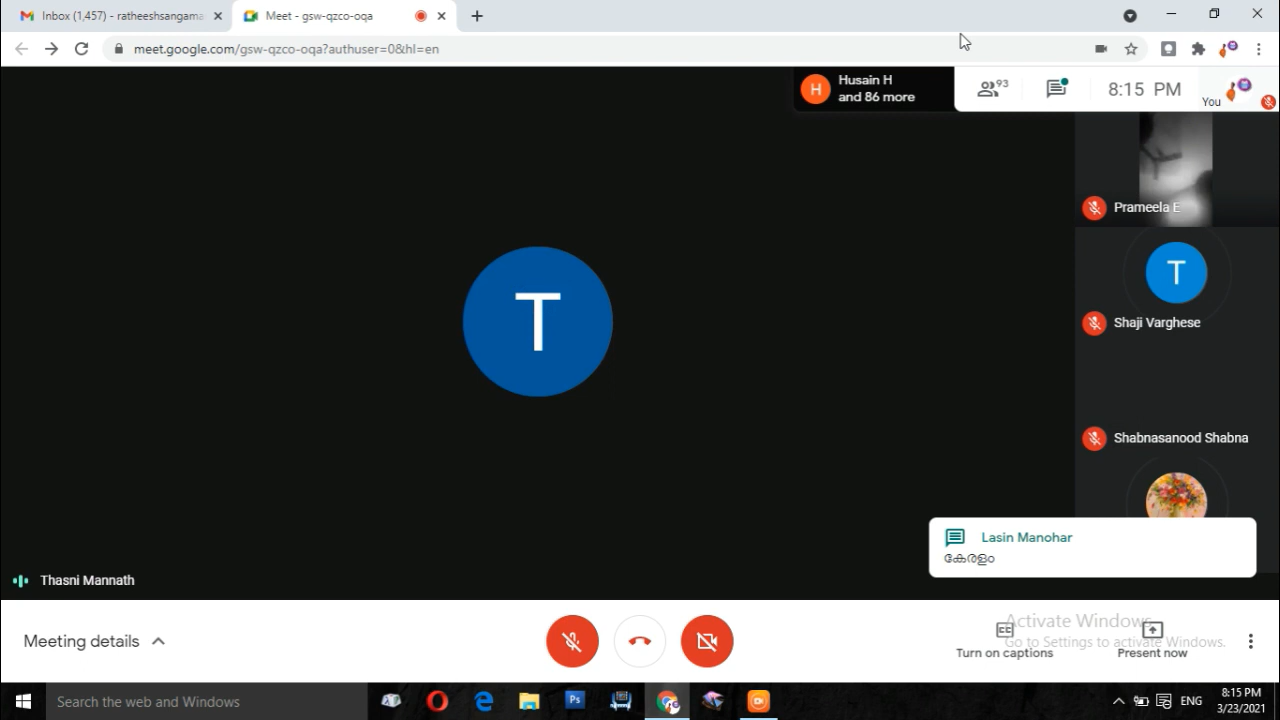 Inbox (1,457) - ratheeshsangama
Meet - gsw-qzco-oqa
meet.google.com/gsw-qzco-oqa?authuser=0&hl=en
H
Husain H
and 86 more
93
8:15 PM
You
Prameela E
T
Shaji Varghese
Shabnasanood Shabna
T
Lasin Manohar
കേരളം
Thasni Mannath
Meeting details
CC
Turn on captions
Present now
Activate Windows
Go to Settings to activate Windows.
Search the web and Windows
Ps
ENG
8:15 PM
3/23/2021